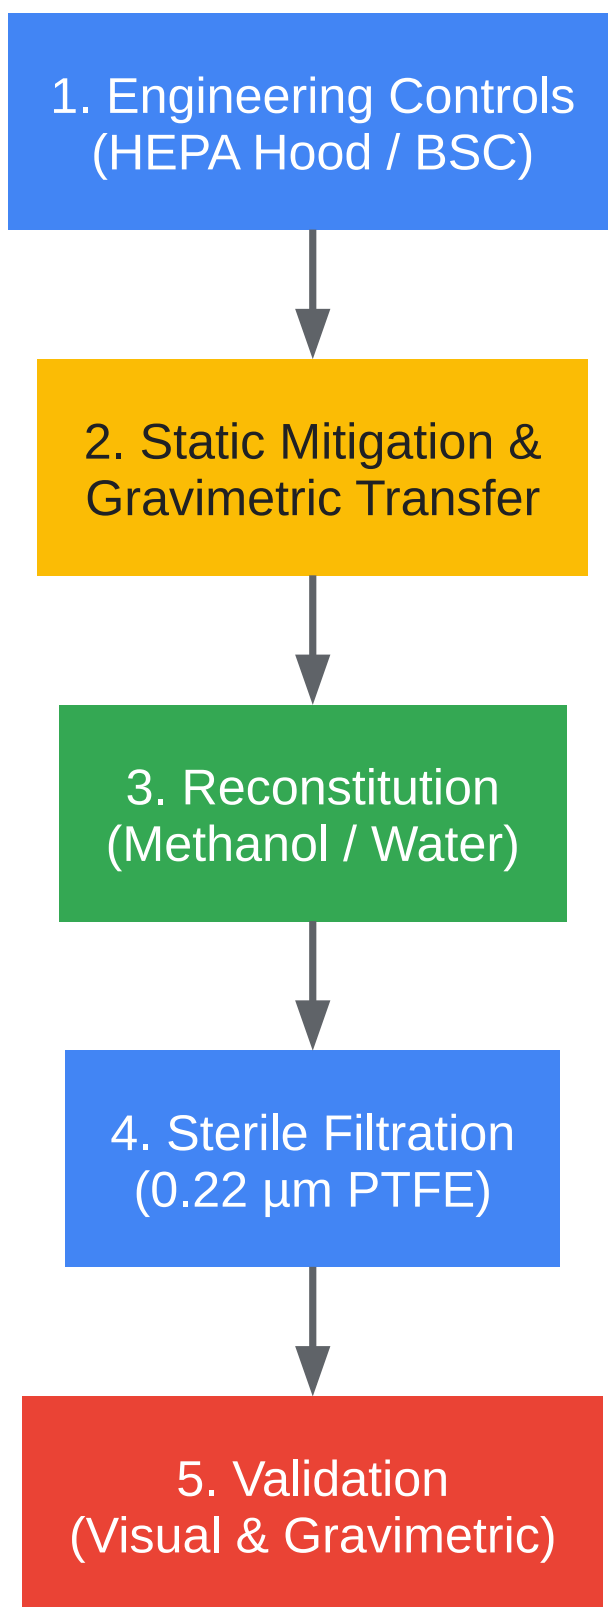 1. Engineering Controls
(HEPA Hood / BSC)
2. Static Mitigation &
Gravimetric Transfer
3. Reconstitution
(Methanol / Water)
4. Sterile Filtration
(0.22 µm PTFE)
5. Validation
(Visual & Gravimetric)